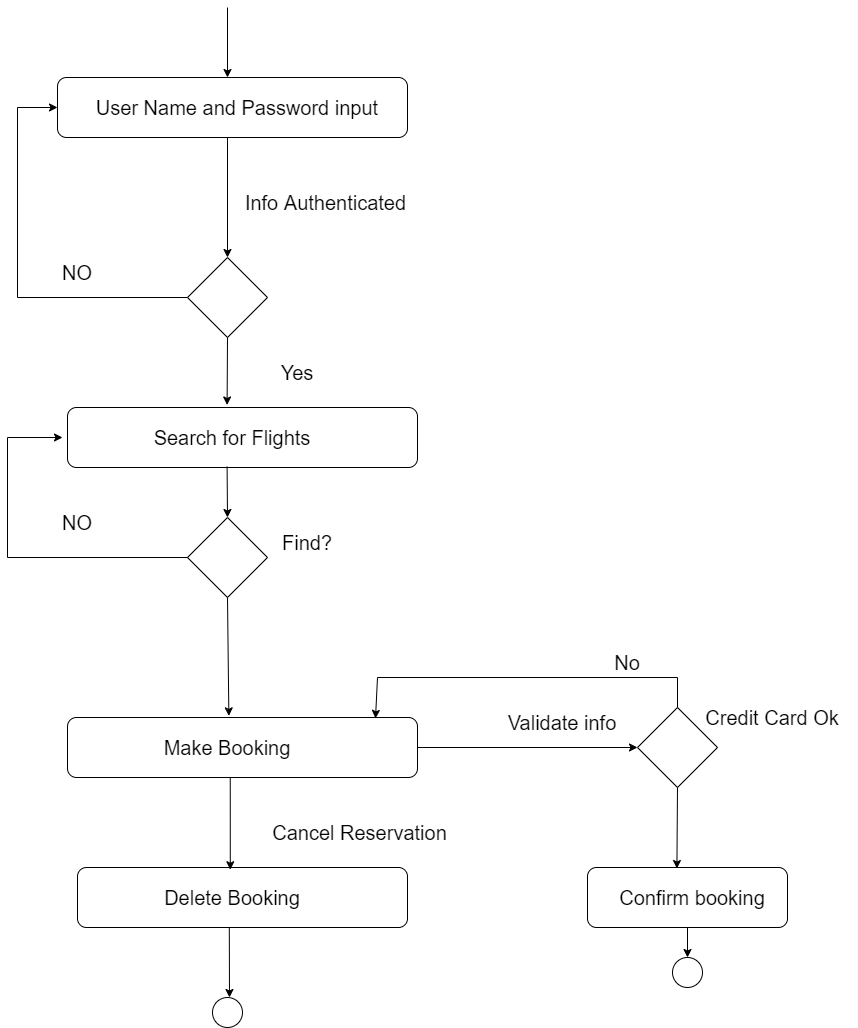 User Name and Password input
Info Authenticated
NO
Yes
Search for Flights
NO
Find?
No
Validate info
Credit Card Ok
Make Booking
Cancel Reservation
Delete Booking
Confirm booking